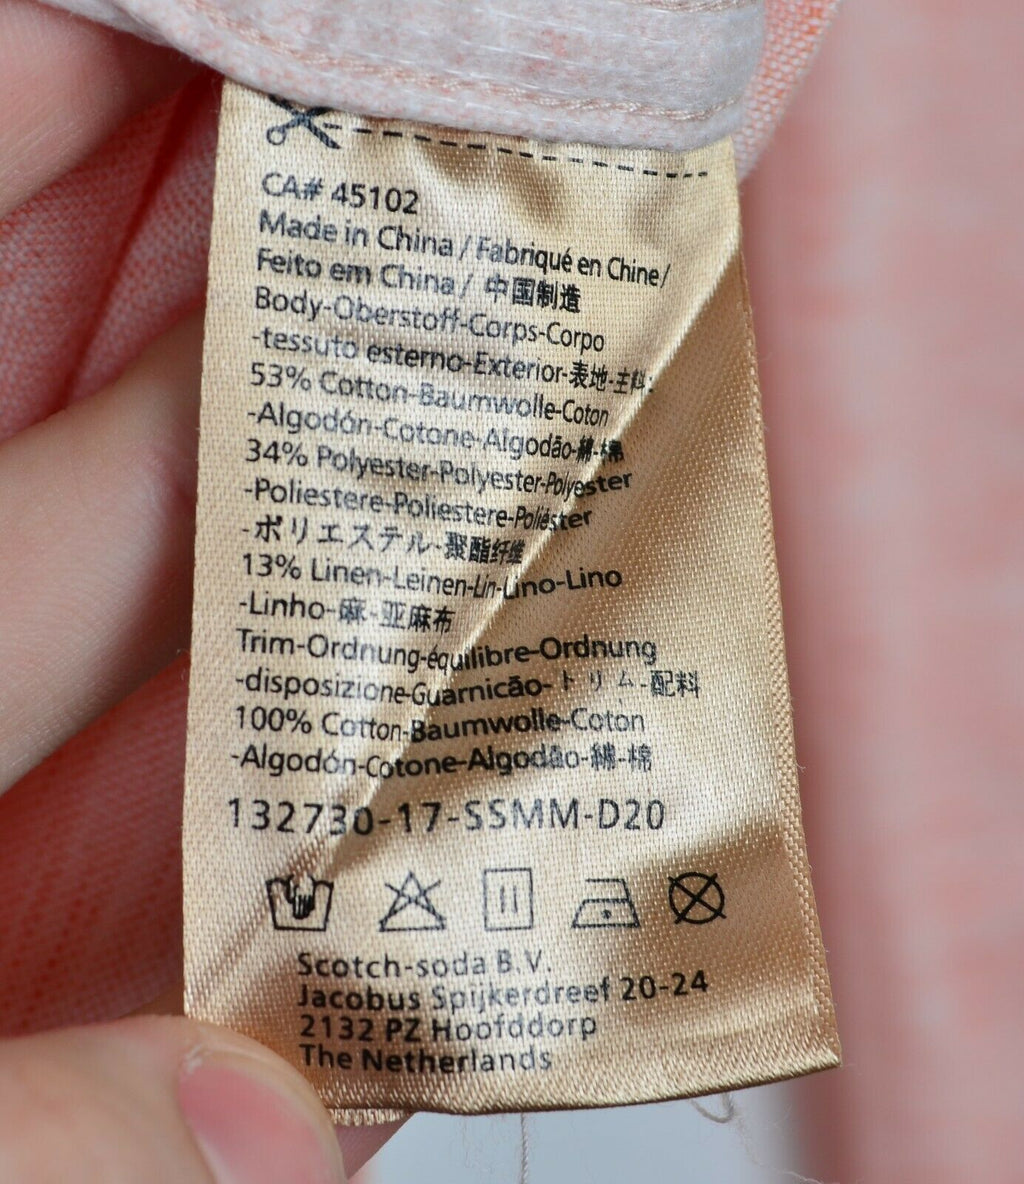 CA# 45102
Made in China / Fabriqué en Chine/
Feito em China / 中国制造
Body-Oberstoff-Corps-Corpo
-tessuto esterno-Exterior-表地-主料:
53% Cotton-Baumwolle-Coton
-Algodón-Cotone-Algodão-綿-棉
34% Polyester-Polyester-Polyester
-Poliestere-Poliestere-Poliéster
-ポリエステル-聚酯纤维
13% Linen-Leinen-Lin-Lino-Lino
-Linho-麻-亚麻布
Trim-Ordnung-équilibre-Ordnung
-disposizione-Guarnicão-トリム-配料
100% Cotton-Baumwolle-Coton
-Algodón-Cotone-Algodão-綿-棉
132730-17-SSMM-D20
Scotch-soda B.V.
Jacobus Spijkerdreef 20-24
2132 PZ Hoofddorp
The Netherlands